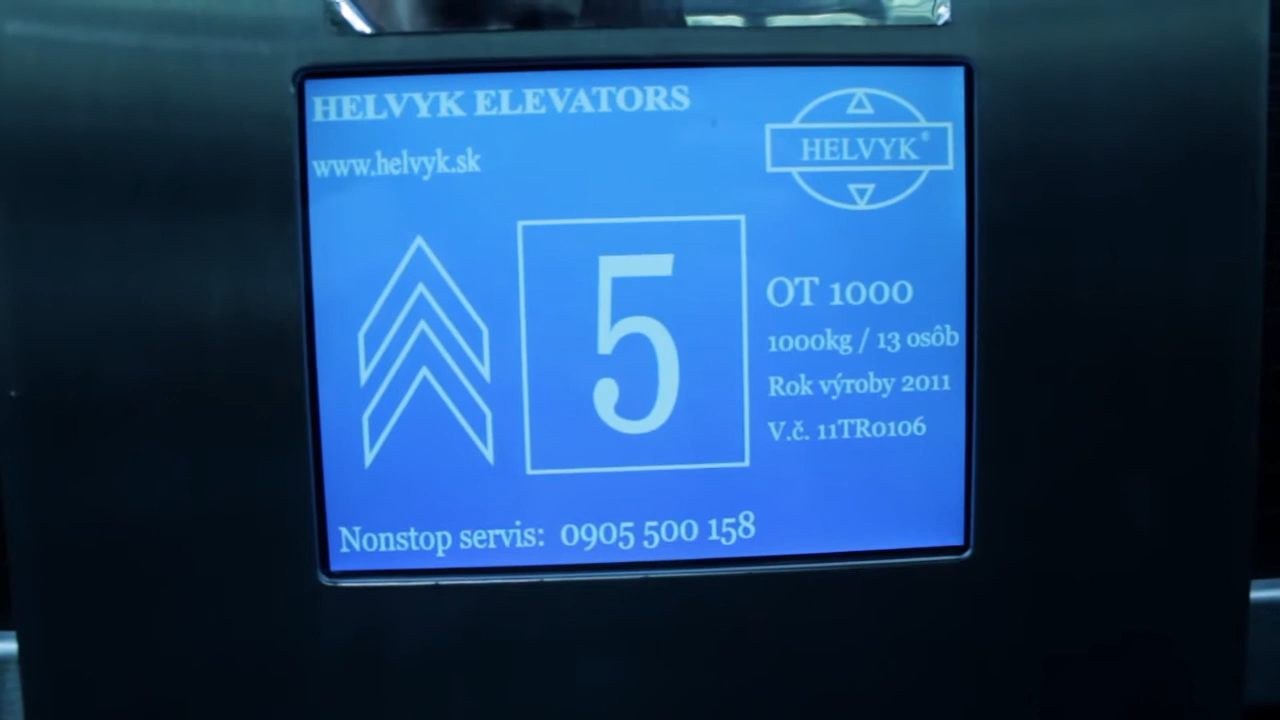 HELVYK ELEVATORS
www.helvyk.sk
HELVYK®
5
OT 1000
1000kg / 13 osôb
Rok výroby 2011
V.č. 11TR0106
Nonstop servis: 0905 500 158